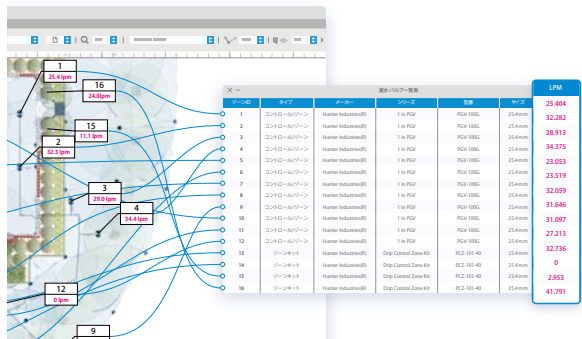 1
25.4 lpm
16
24.0lpm
15
11.1 lpm
2
32.3 lpm
3
29.0 lpm
4
34.4 lpm
12
0 lpm
9
潅水 バルブ一覧表
ゾーンID タイプ メーカー シリーズ 型番 サイズ LPM
1 コントロールゾーン Hunter Industries(R) 1 in PGV PGV-100G 25.4mm 25.404
2 コントロールゾーン Hunter Industries(R) 1 in PGV PGV-100G 25.4mm 32.282
3 コントロールゾーン Hunter Industries(R) 1 in PGV PGV-100G 25.4mm 28.913
4 コントロールゾーン Hunter Industries(R) 1 in PGV PGV-100G 25.4mm 34.375
5 コントロールゾーン Hunter Industries(R) 1 in PGV PGV-100G 25.4mm 23.053
6 コントロールゾーン Hunter Industries(R) 1 in PGV PGV-100G 25.4mm 23.519
7 コントロールゾーン Hunter Industries(R) 1 in PGV PGV-100G 25.4mm 32.059
8 コントロールゾーン Hunter Industries(R) 1 in PGV PGV-100G 25.4mm 31.646
9 コントロールゾーン Hunter Industries(R) 1 in PGV PGV-100G 25.4mm 31.097
10 コントロールゾーン Hunter Industries(R) 1 in PGV PGV-100G 25.4mm 27.213
11 コントロールゾーン Hunter Industries(R) 1 in PGV PGV-100G 25.4mm 32.736
12 コントロールゾーン Hunter Industries(R) 1 in PGV PGV-100G 25.4mm 0
13 ゾーンキット Hunter Industries(R) Drip Control Zone Kit PCZ-101-40 25.4mm 2.953
14 ゾーンキット Hunter Industries(R) Drip Control Zone Kit PCZ-101-40 25.4mm 41.791
15 ゾーンキット Hunter Industries(R) Drip Control Zone Kit PCZ-101-40 25.4mm
16 ゾーンキット Hunter Industries(R) Drip Control Zone Kit PCZ-101-40 25.4mm